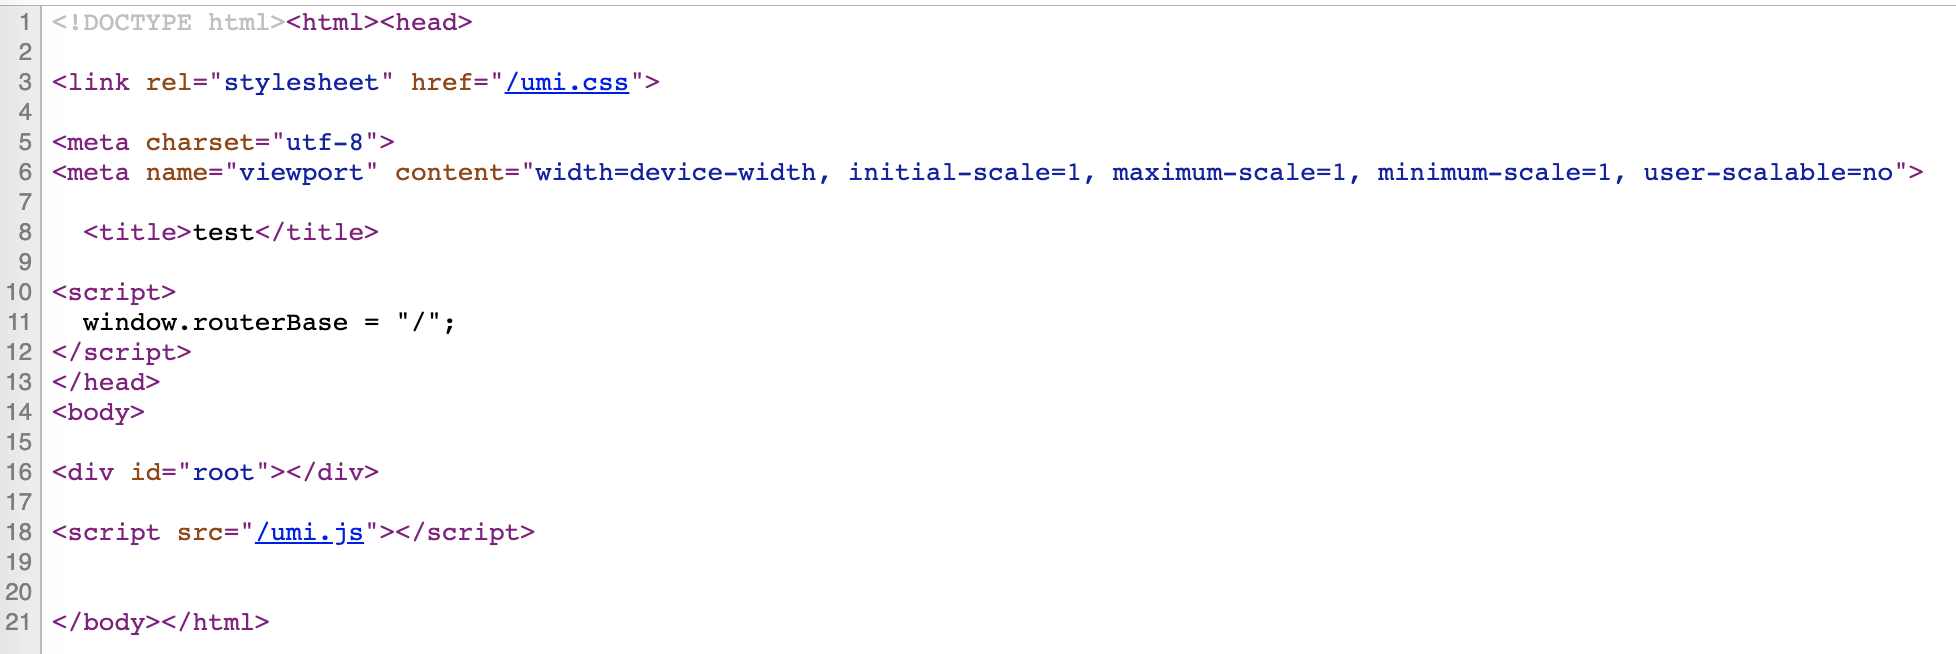 1 <!DOCTYPE html><html><head>
2
3 <link rel="stylesheet" href="/umi.css">
4
5 <meta charset="utf-8">
6 <meta name="viewport" content="width=device-width, initial-scale=1, maximum-scale=1, minimum-scale=1, user-scalable=no">
7
8   <title>test</title>
9
10 <script>
11   window.routerBase = "/";
12 </script>
13 </head>
14 <body>
15
16 <div id="root"></div>
17
18 <script src="/umi.js"></script>
19
20
21 </body></html>